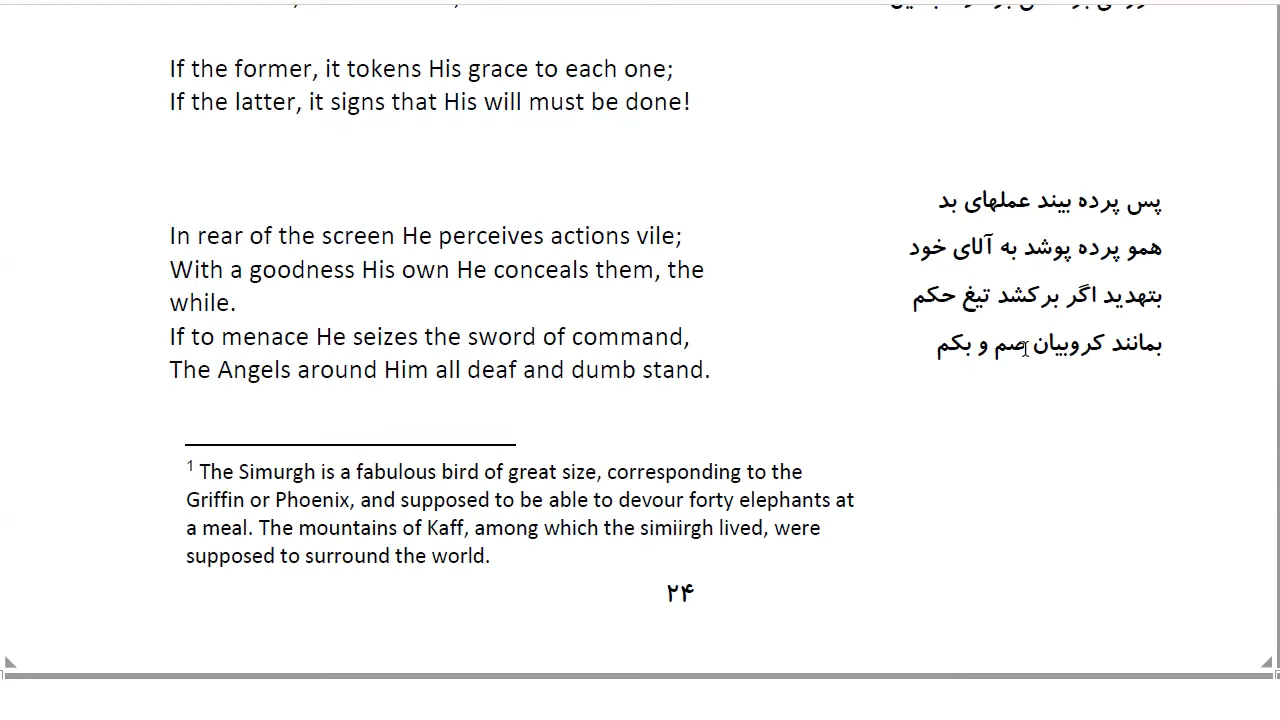 If the former, it tokens His grace to each one;
If the latter, it signs that His will must be done!
پس پرده بیند عملهای بد
همو پرده پوشد به آلای خود
بتهدید اگر برکشد تیغ حکم
بمانند کروبیان صم و بکم
In rear of the screen He perceives actions vile;
With a goodness His own He conceals them, the
while.
If to menace He seizes the sword of command,
The Angels around Him all deaf and dumb stand.
1 The Simurgh is a fabulous bird of great size, corresponding to the
Griffin or Phoenix, and supposed to be able to devour forty elephants at
a meal. The mountains of Kaff, among which the simiirgh lived, were
supposed to surround the world.
۲۴